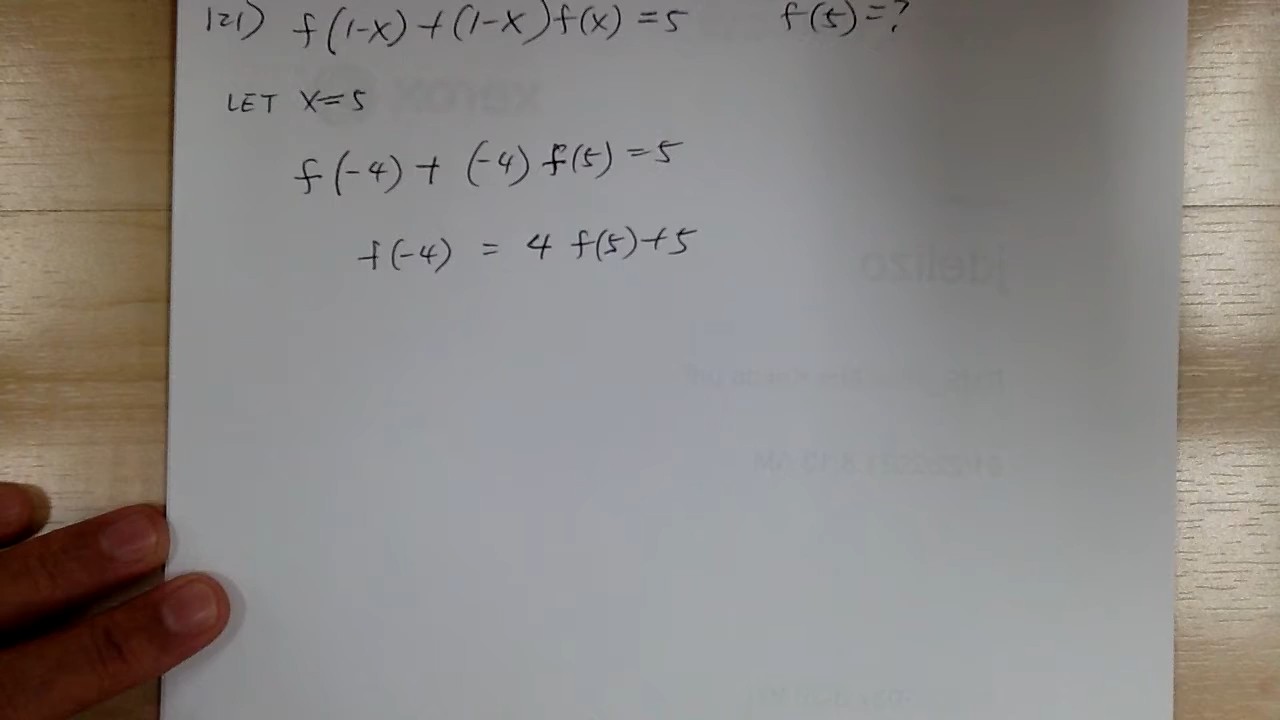 121) f(1-x)+(1-x)f(x)=5 f(5)=?
LET x=5
f(-4)+(-4)f(5)=5
f(-4) = 4 f(5)+5